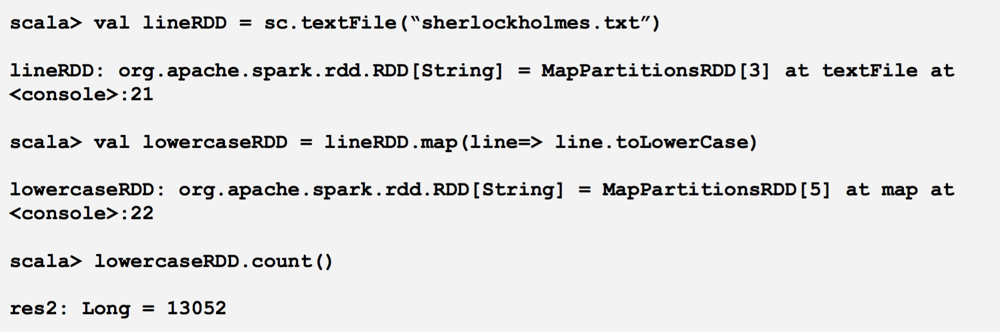 scala> val lineRDD = sc.textFile(“sherlockholmes.txt”)
lineRDD: org.apache.spark.rdd.RDD[String] = MapPartitionsRDD[3] at textFile at
<console>:21
scala> val lowercaseRDD = lineRDD.map(line=> line.toLowerCase)
lowercaseRDD: org.apache.spark.rdd.RDD[String] = MapPartitionsRDD[5] at map at
<console>:22
scala> lowercaseRDD.count()
res2: Long = 13052